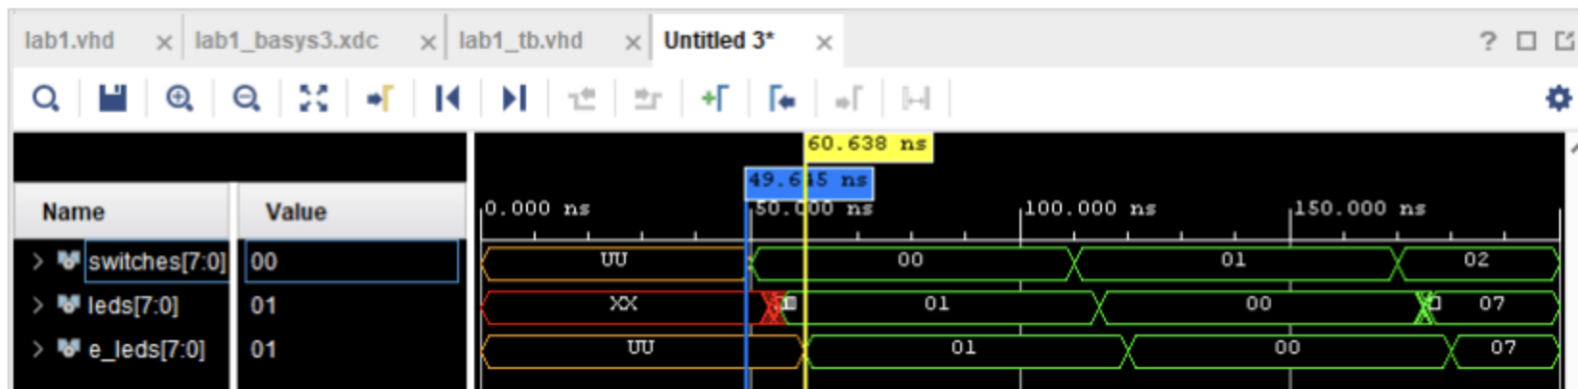 lab1.vhd × lab1_basys3.xdc × lab1_tb.vhd × Untitled 3* ×
?
60.638 ns
49.645 ns
Name Value 0.000 ns 50.000 ns 100.000 ns 150.000 ns
switches[7:0] 00 UU 00 01 02
leds[7:0] 01 XX 01 00 07
e_leds[7:0] 01 UU 01 00 07